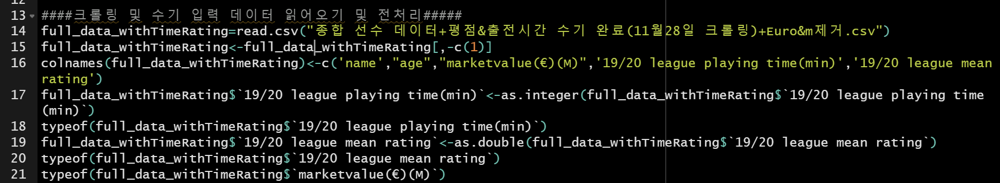 12
13 ####크롤링 및 수기 입력 데이터 읽어오기 및 전처리#####
14 full_data_withTimeRating=read.csv("종합 선수 데이터+평점&출전시간 수기 완료(11월28일 크롤링)+Euro&m제거.csv")
15 full_data_withTimeRating<-full_data_withTimeRating[,-c(1)]
16 colnames(full_data_withTimeRating)<-c('name',"age","marketvalue(€)(M)",'19/20 league playing time(min)','19/20 league mean
rating')
17 full_data_withTimeRating$`19/20 league playing time(min)`<-as.integer(full_data_withTimeRating$`19/20 league playing time
(min)`)
18 typeof(full_data_withTimeRating$`19/20 league playing time(min)`)
19 full_data_withTimeRating$`19/20 league mean rating`<-as.double(full_data_withTimeRating$`19/20 league mean rating`)
20 typeof(full_data_withTimeRating$`19/20 league mean rating`)
21 typeof(full_data_withTimeRating$`marketvalue(€)(M)`)